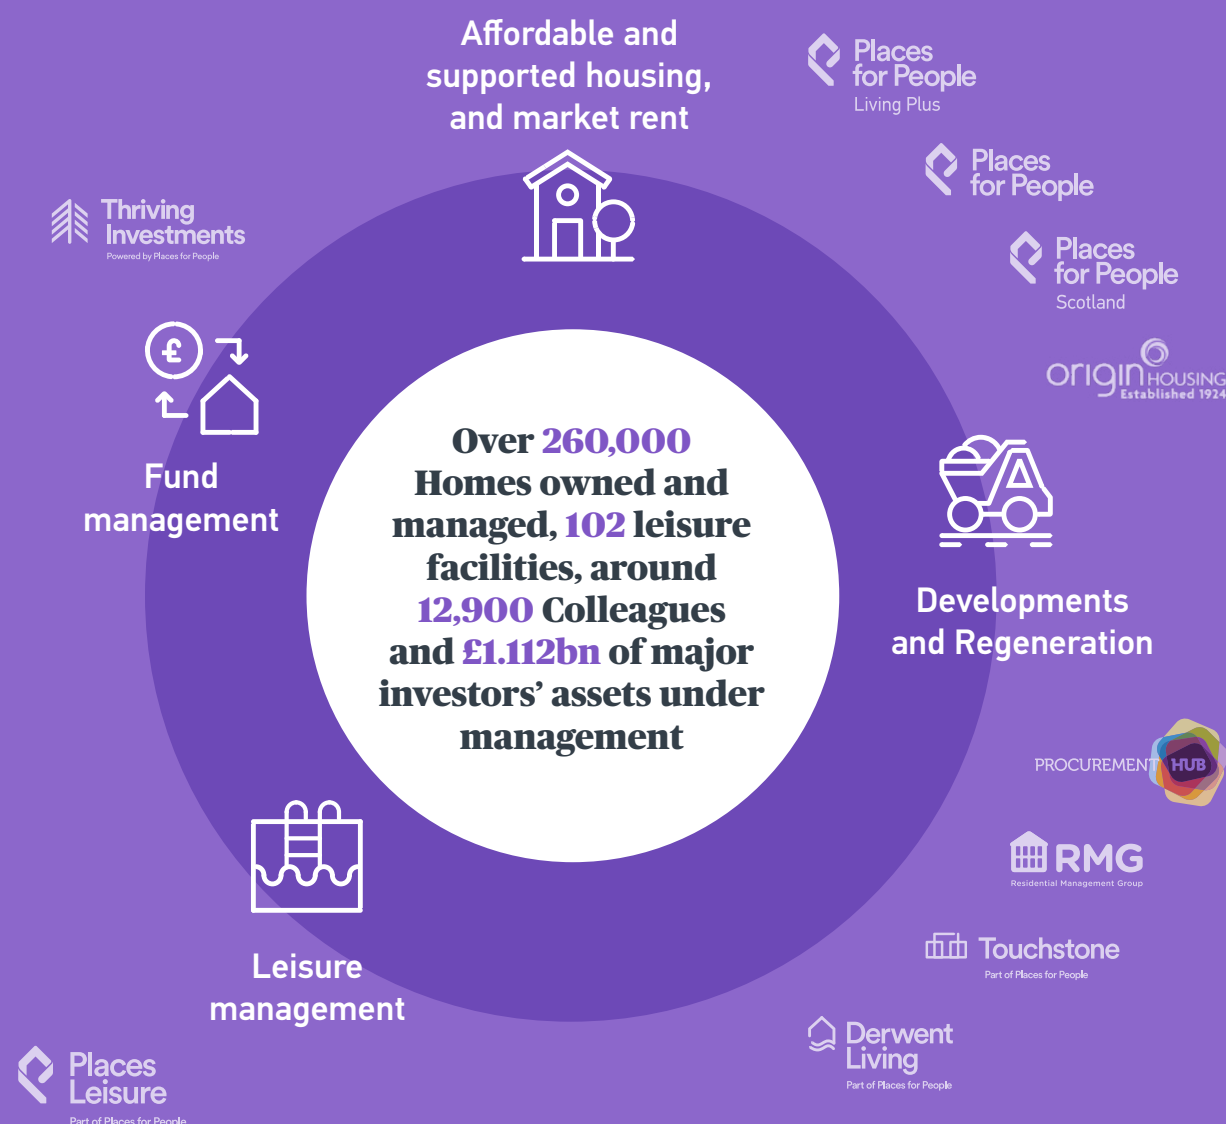 Affordable and
supported housing,
and market rent
Places
for People
Living Plus
Places
for People
Places
for People
Scotland
origin HOUSING
Established 1924
Thriving
Investments
Powered by Places for People
£
Fund
management
Over 260,000
Homes owned and
managed, 102 leisure
facilities, around
12,900 Colleagues
and £1.112bn of major
investors’ assets under
management
Developments
and Regeneration
PROCUREMENT HUB
RMG
Residential Management Group
Touchstone
Part of Places for People
Derwent
Living
Part of Places for People
Leisure
management
Places
Leisure
Part of Places for People